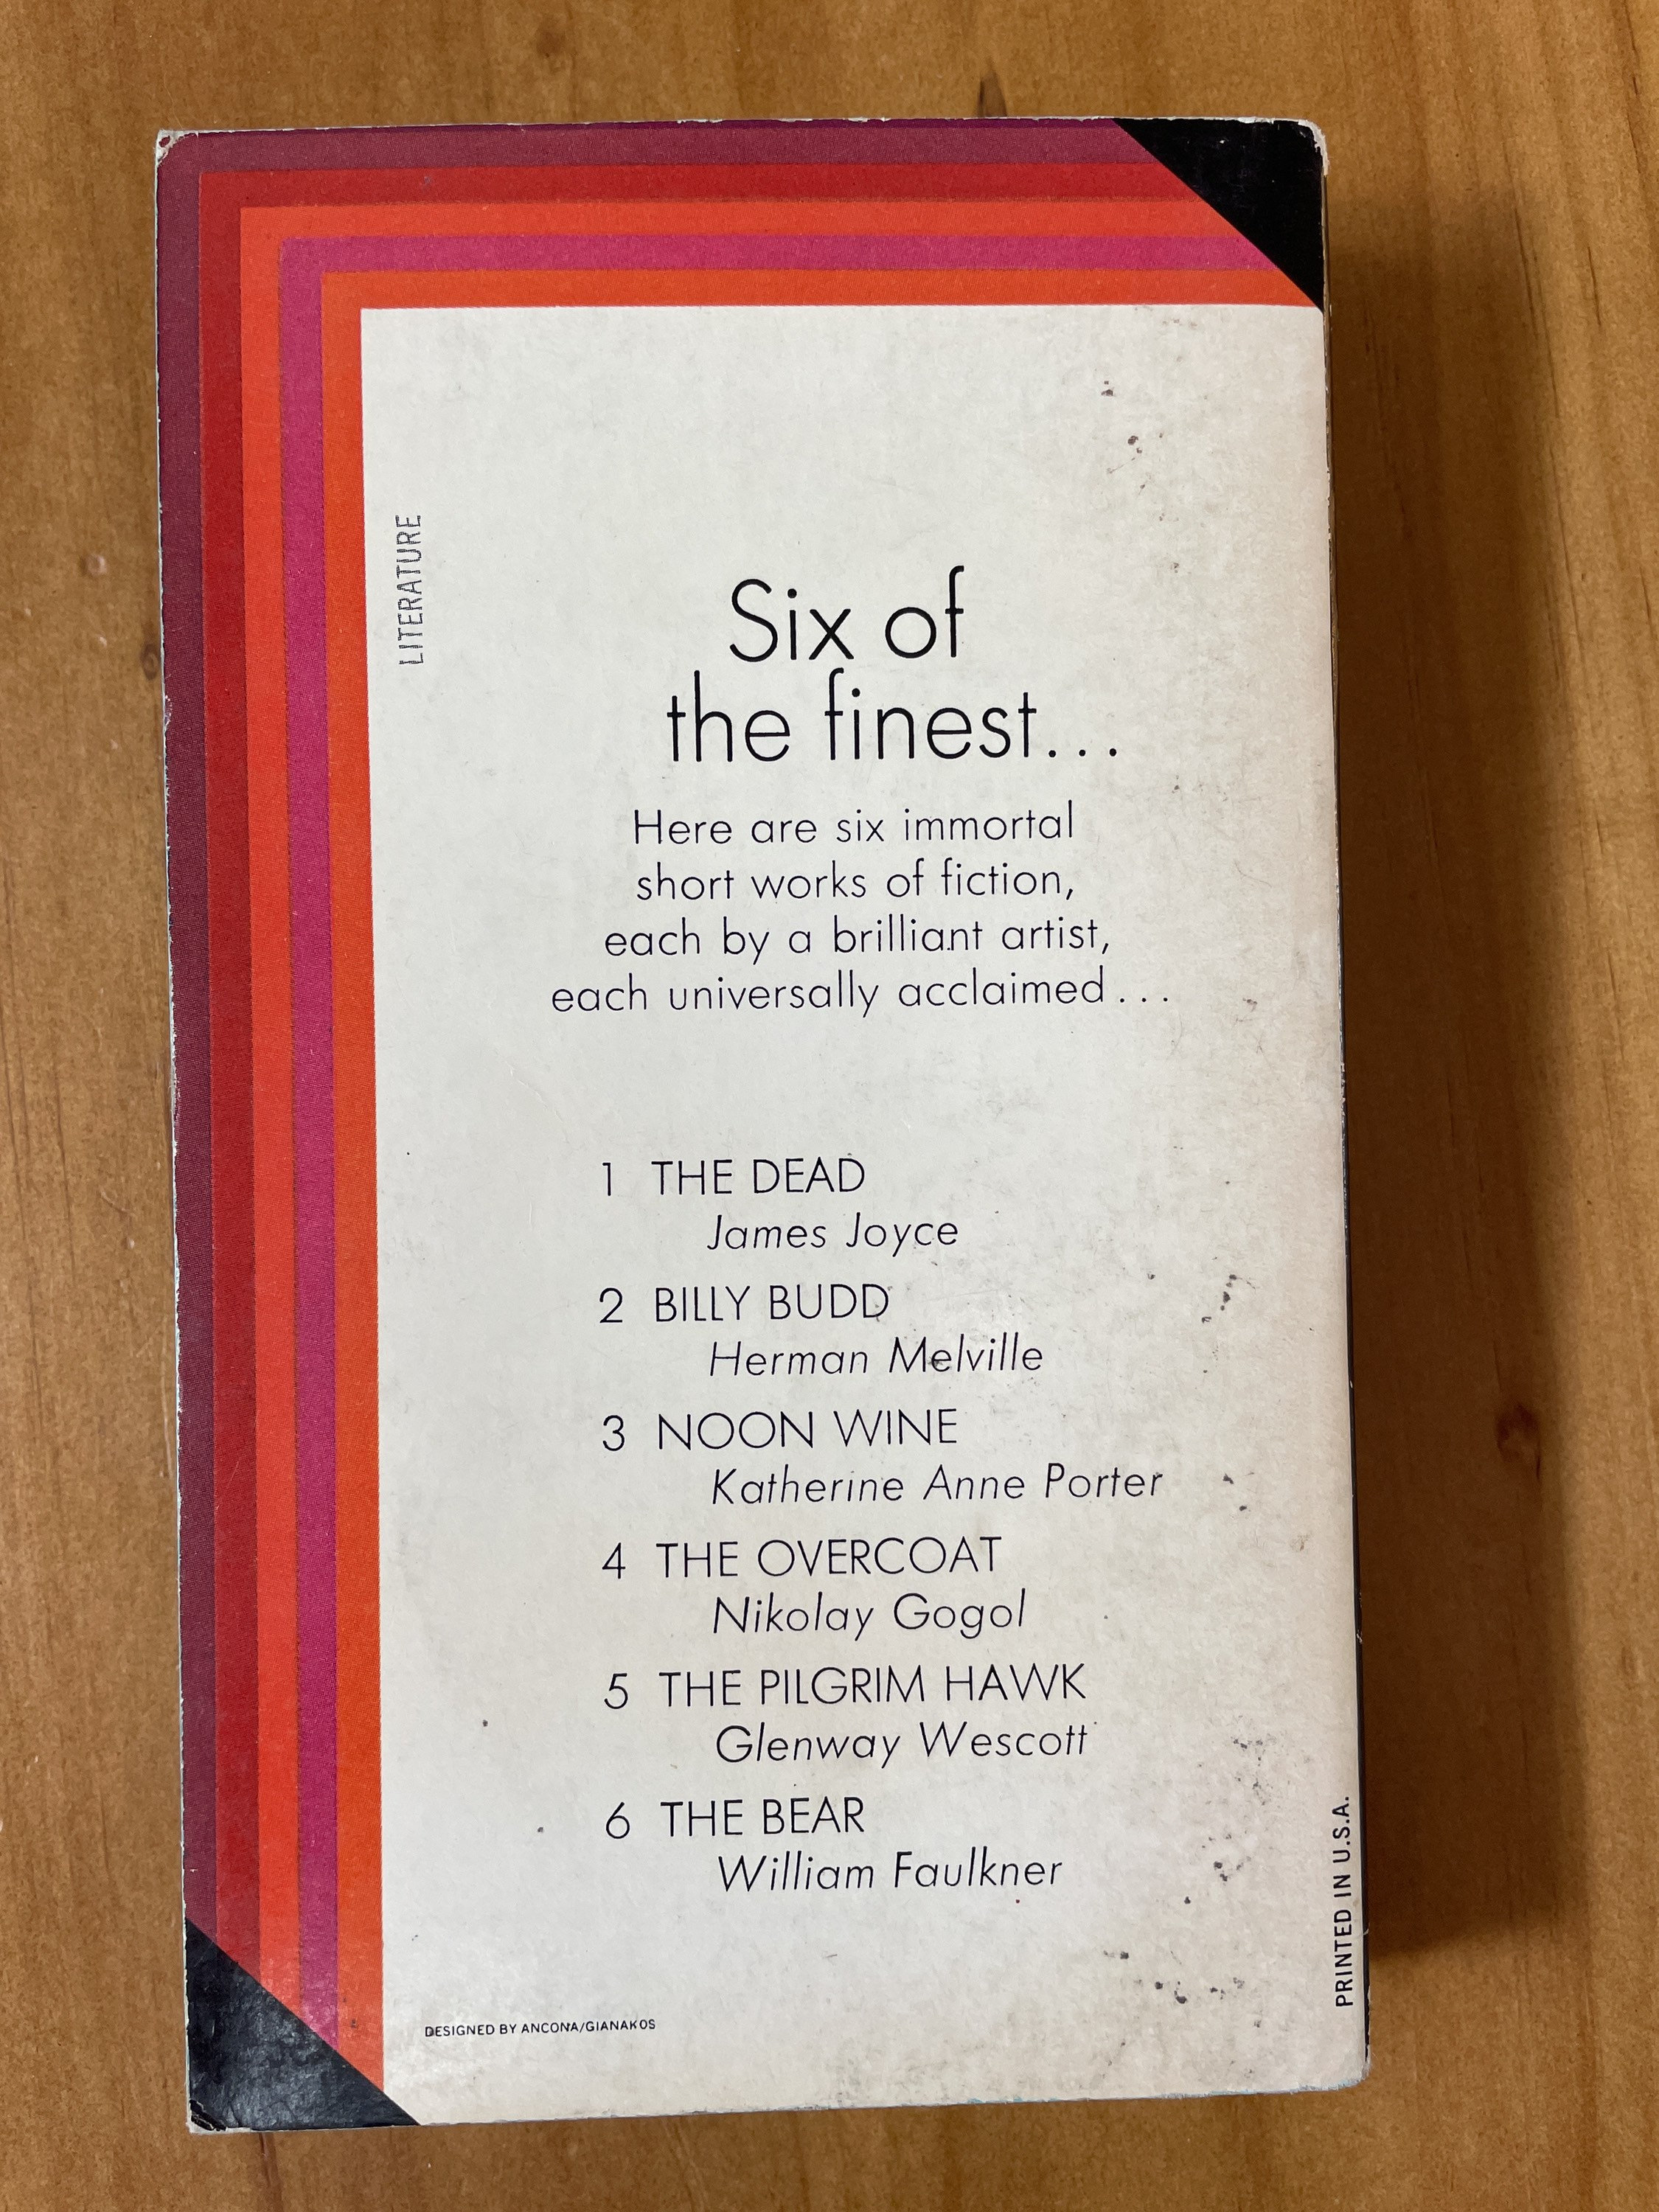 LITERATURE
Six of
the finest...
Here are six immortal
short works of fiction,
each by a brilliant artist,
each universally acclaimed...
1 THE DEAD
James Joyce
2 BILLY BUDD
Herman Melville
3 NOON WINE
Katherine Anne Porter
4 THE OVERCOAT
Nikolay Gogol
5 THE PILGRIM HAWK
Glenway Wescott
6 THE BEAR
William Faulkner
DESIGNED BY ANCONA/GIANAKOS
PRINTED IN U.S.A.